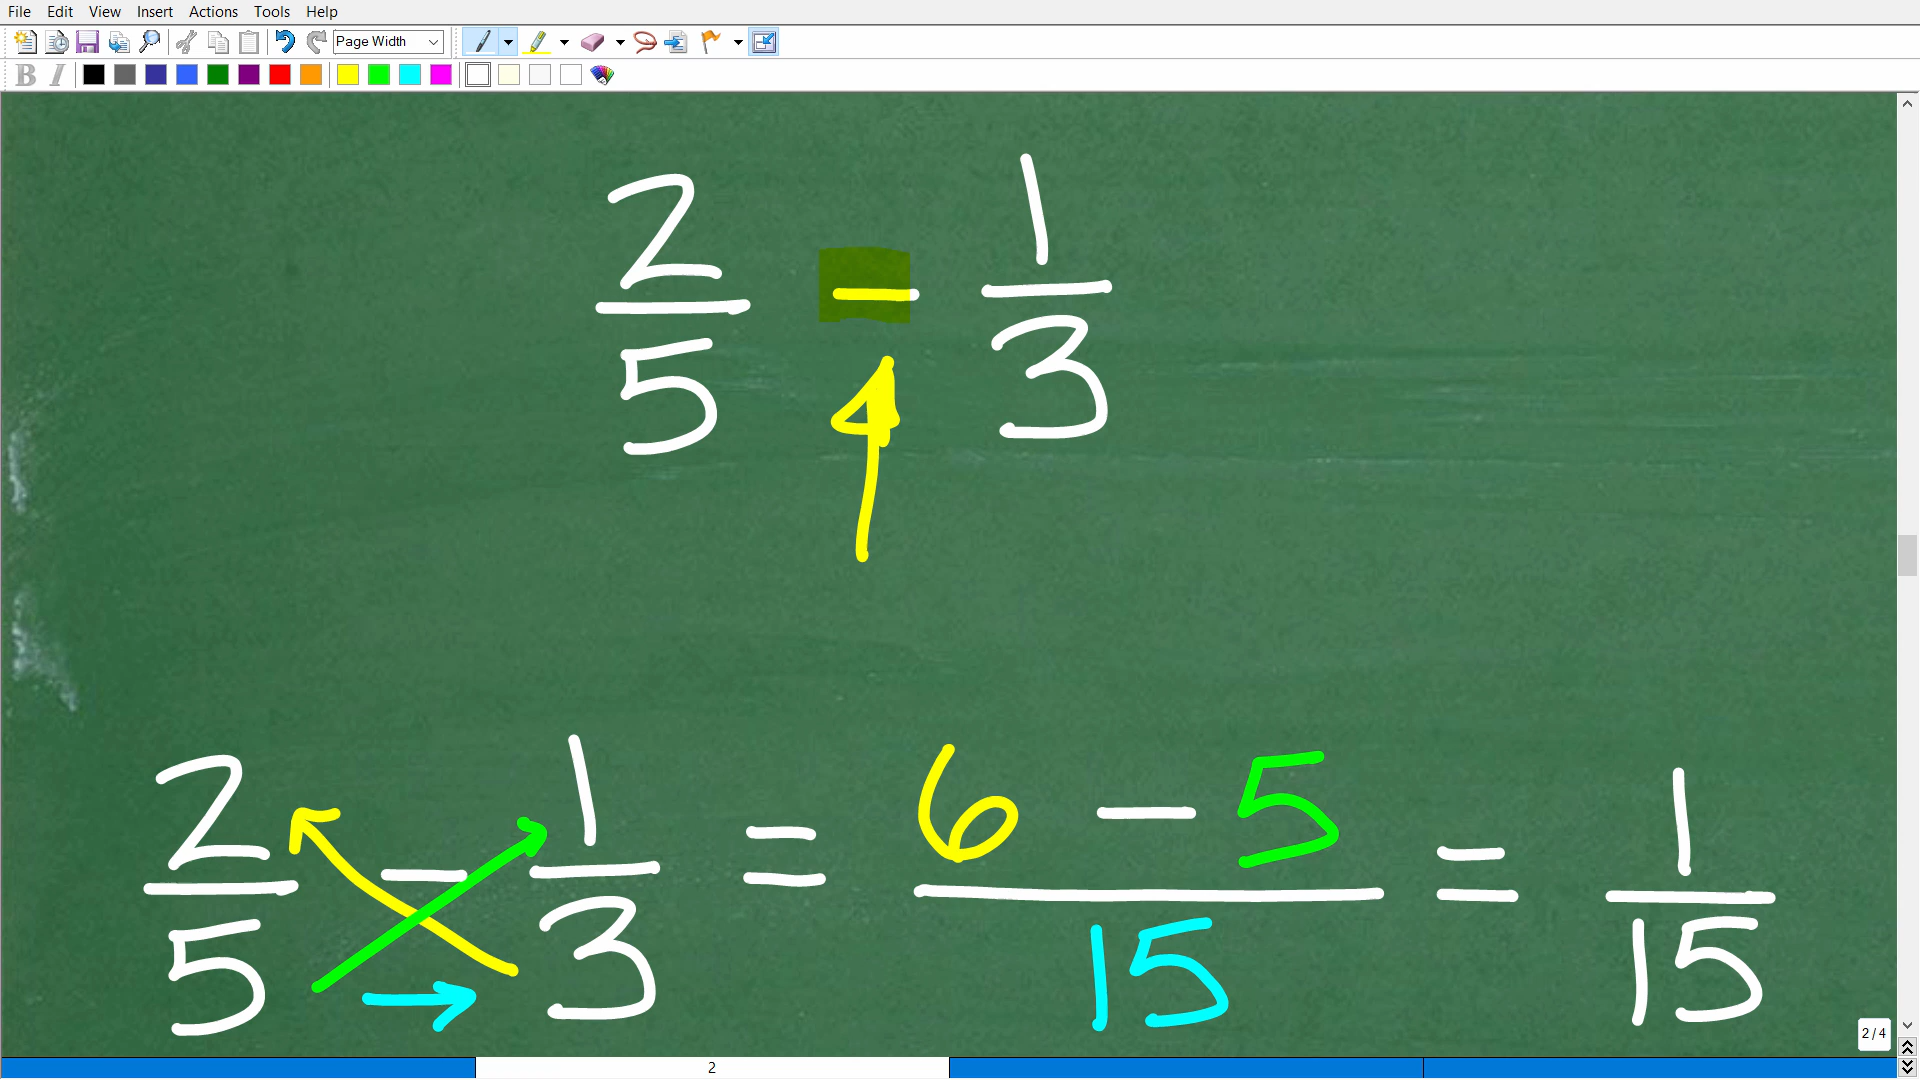 File Edit View Insert Actions Tools Help
Page Width
B I
2/5 - 1/3
2/5 - 1/3 = 6 - 5/15 = 1/15
2 / 4
2